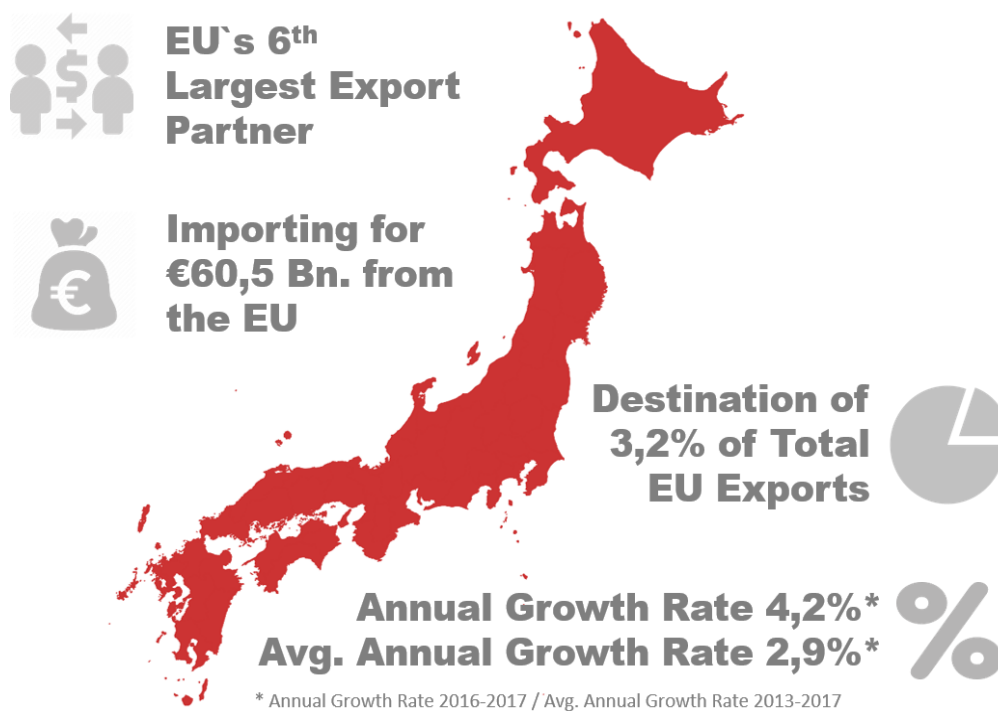 EU`s 6th
Largest Export
Partner
Importing for
€60,5 Bn. from
the EU
Destination of
3,2% of Total
EU Exports
Annual Growth Rate 4,2%*
Avg. Annual Growth Rate 2,9%*
* Annual Growth Rate 2016-2017 / Avg. Annual Growth Rate 2013-2017